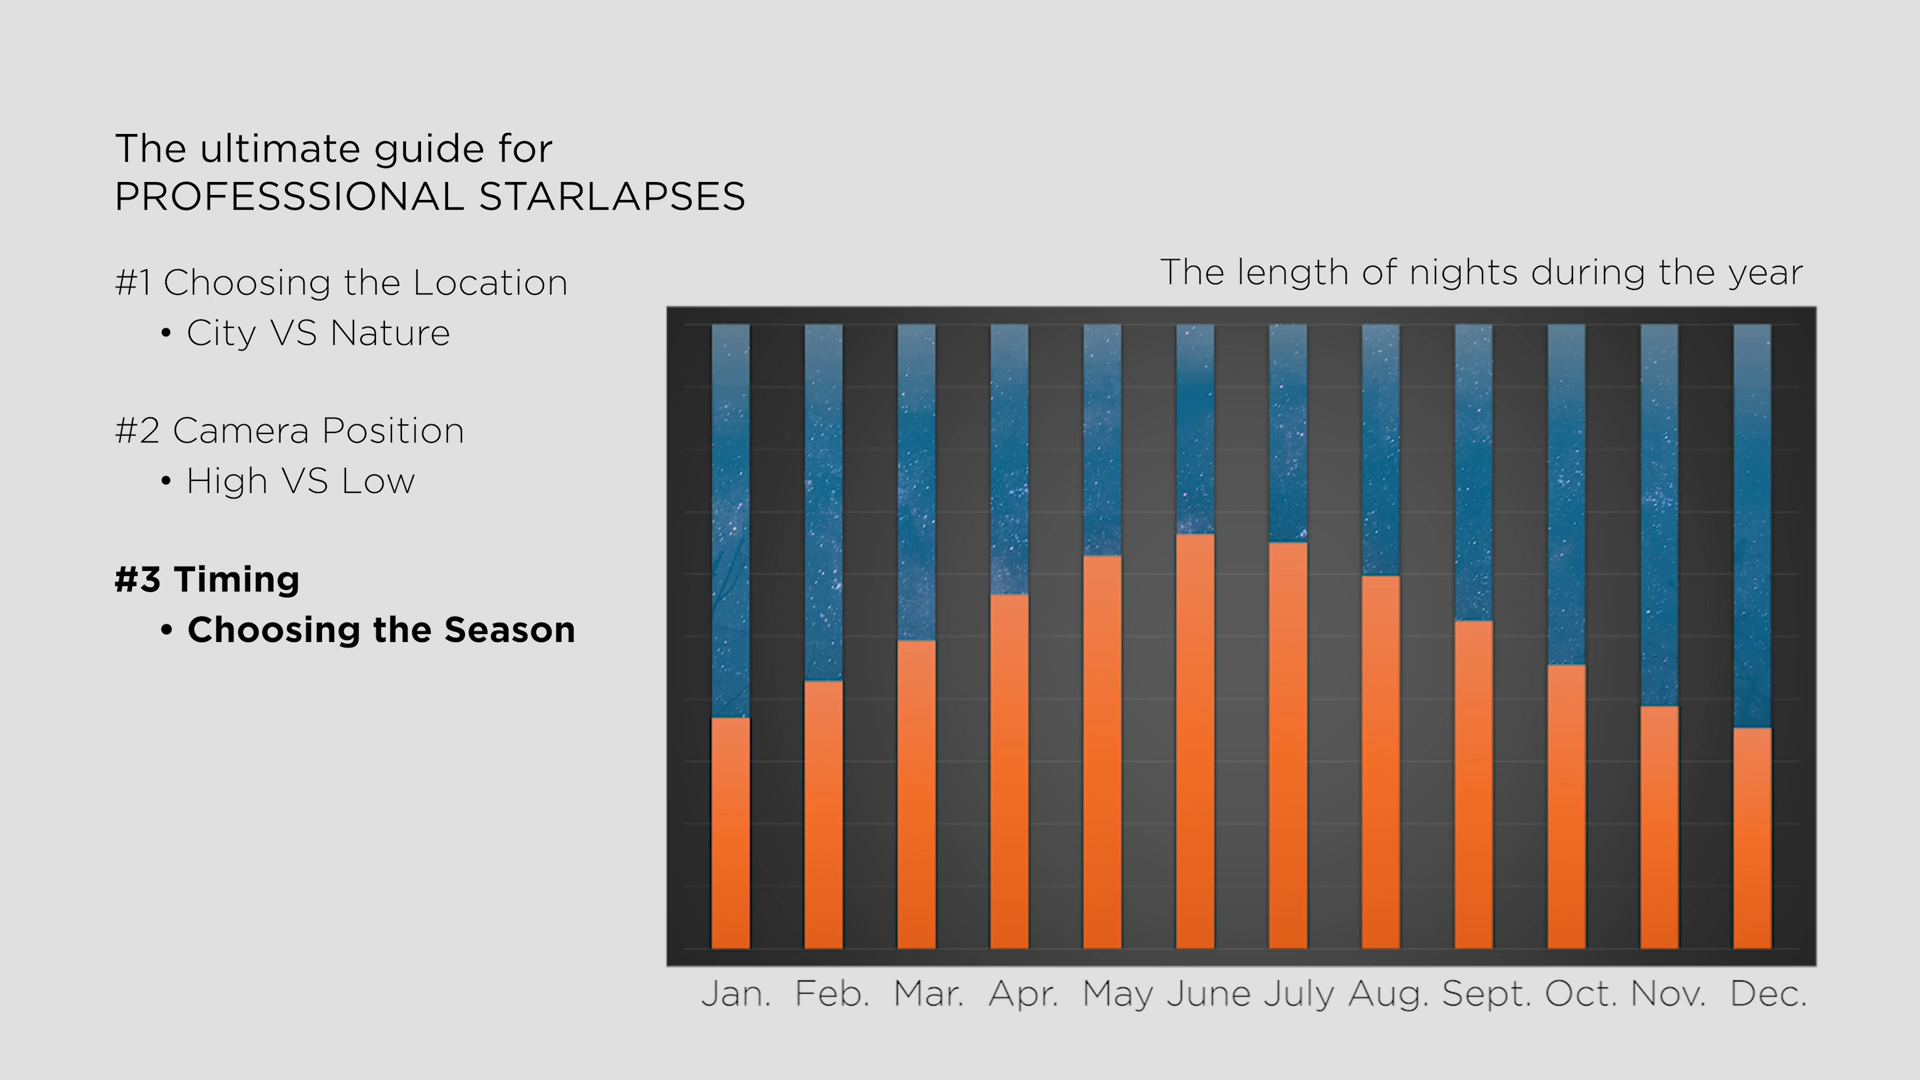 The ultimate guide for
PROFESSSIONAL STARLAPSES
#1 Choosing the Location
• City VS Nature
#2 Camera Position
• High VS Low
#3 Timing
• Choosing the Season
The length of nights during the year
Jan. Feb. Mar. Apr. May June July Aug. Sept. Oct. Nov. Dec.